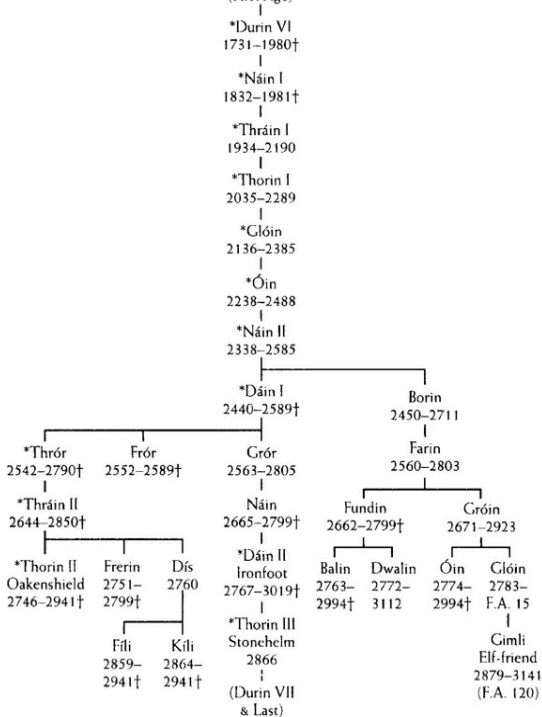 *Durin VI
1731–1980†
*Náin I
1832–1981†
*Thráin I
1934–2190
*Thorin I
2035–2289
*Glóin
2136–2385
*Óin
2238–2488
*Náin II
2338–2585
*Dáin I
2440–2589†
Borin
2450–2711
*Thrór
2542–2790†
Frór
2552–2589†
Grór
2563–2805
Farin
2560–2803
*Thráin II
2644–2850†
Náin
2665–2799†
Fundin
2662–2799†
Gróin
2671–2923
*Thorin II
Oakenshield
2746–2941†
Frerin
2751–
2799†
Dís
2760
*Dáin II
Ironfoot
2767–3019†
Balin
2763–
2994†
Dwalin
2772–
3112
Óin
2774–
2994†
Glóin
2783–
F.A. 15
Fíli
2859–
2941†
Kíli
2864–
2941†
*Thorin III
Stonehelm
2866
Gimli
Elf-friend
2879–3141
(F.A. 120)
(Durin VII
& Last)